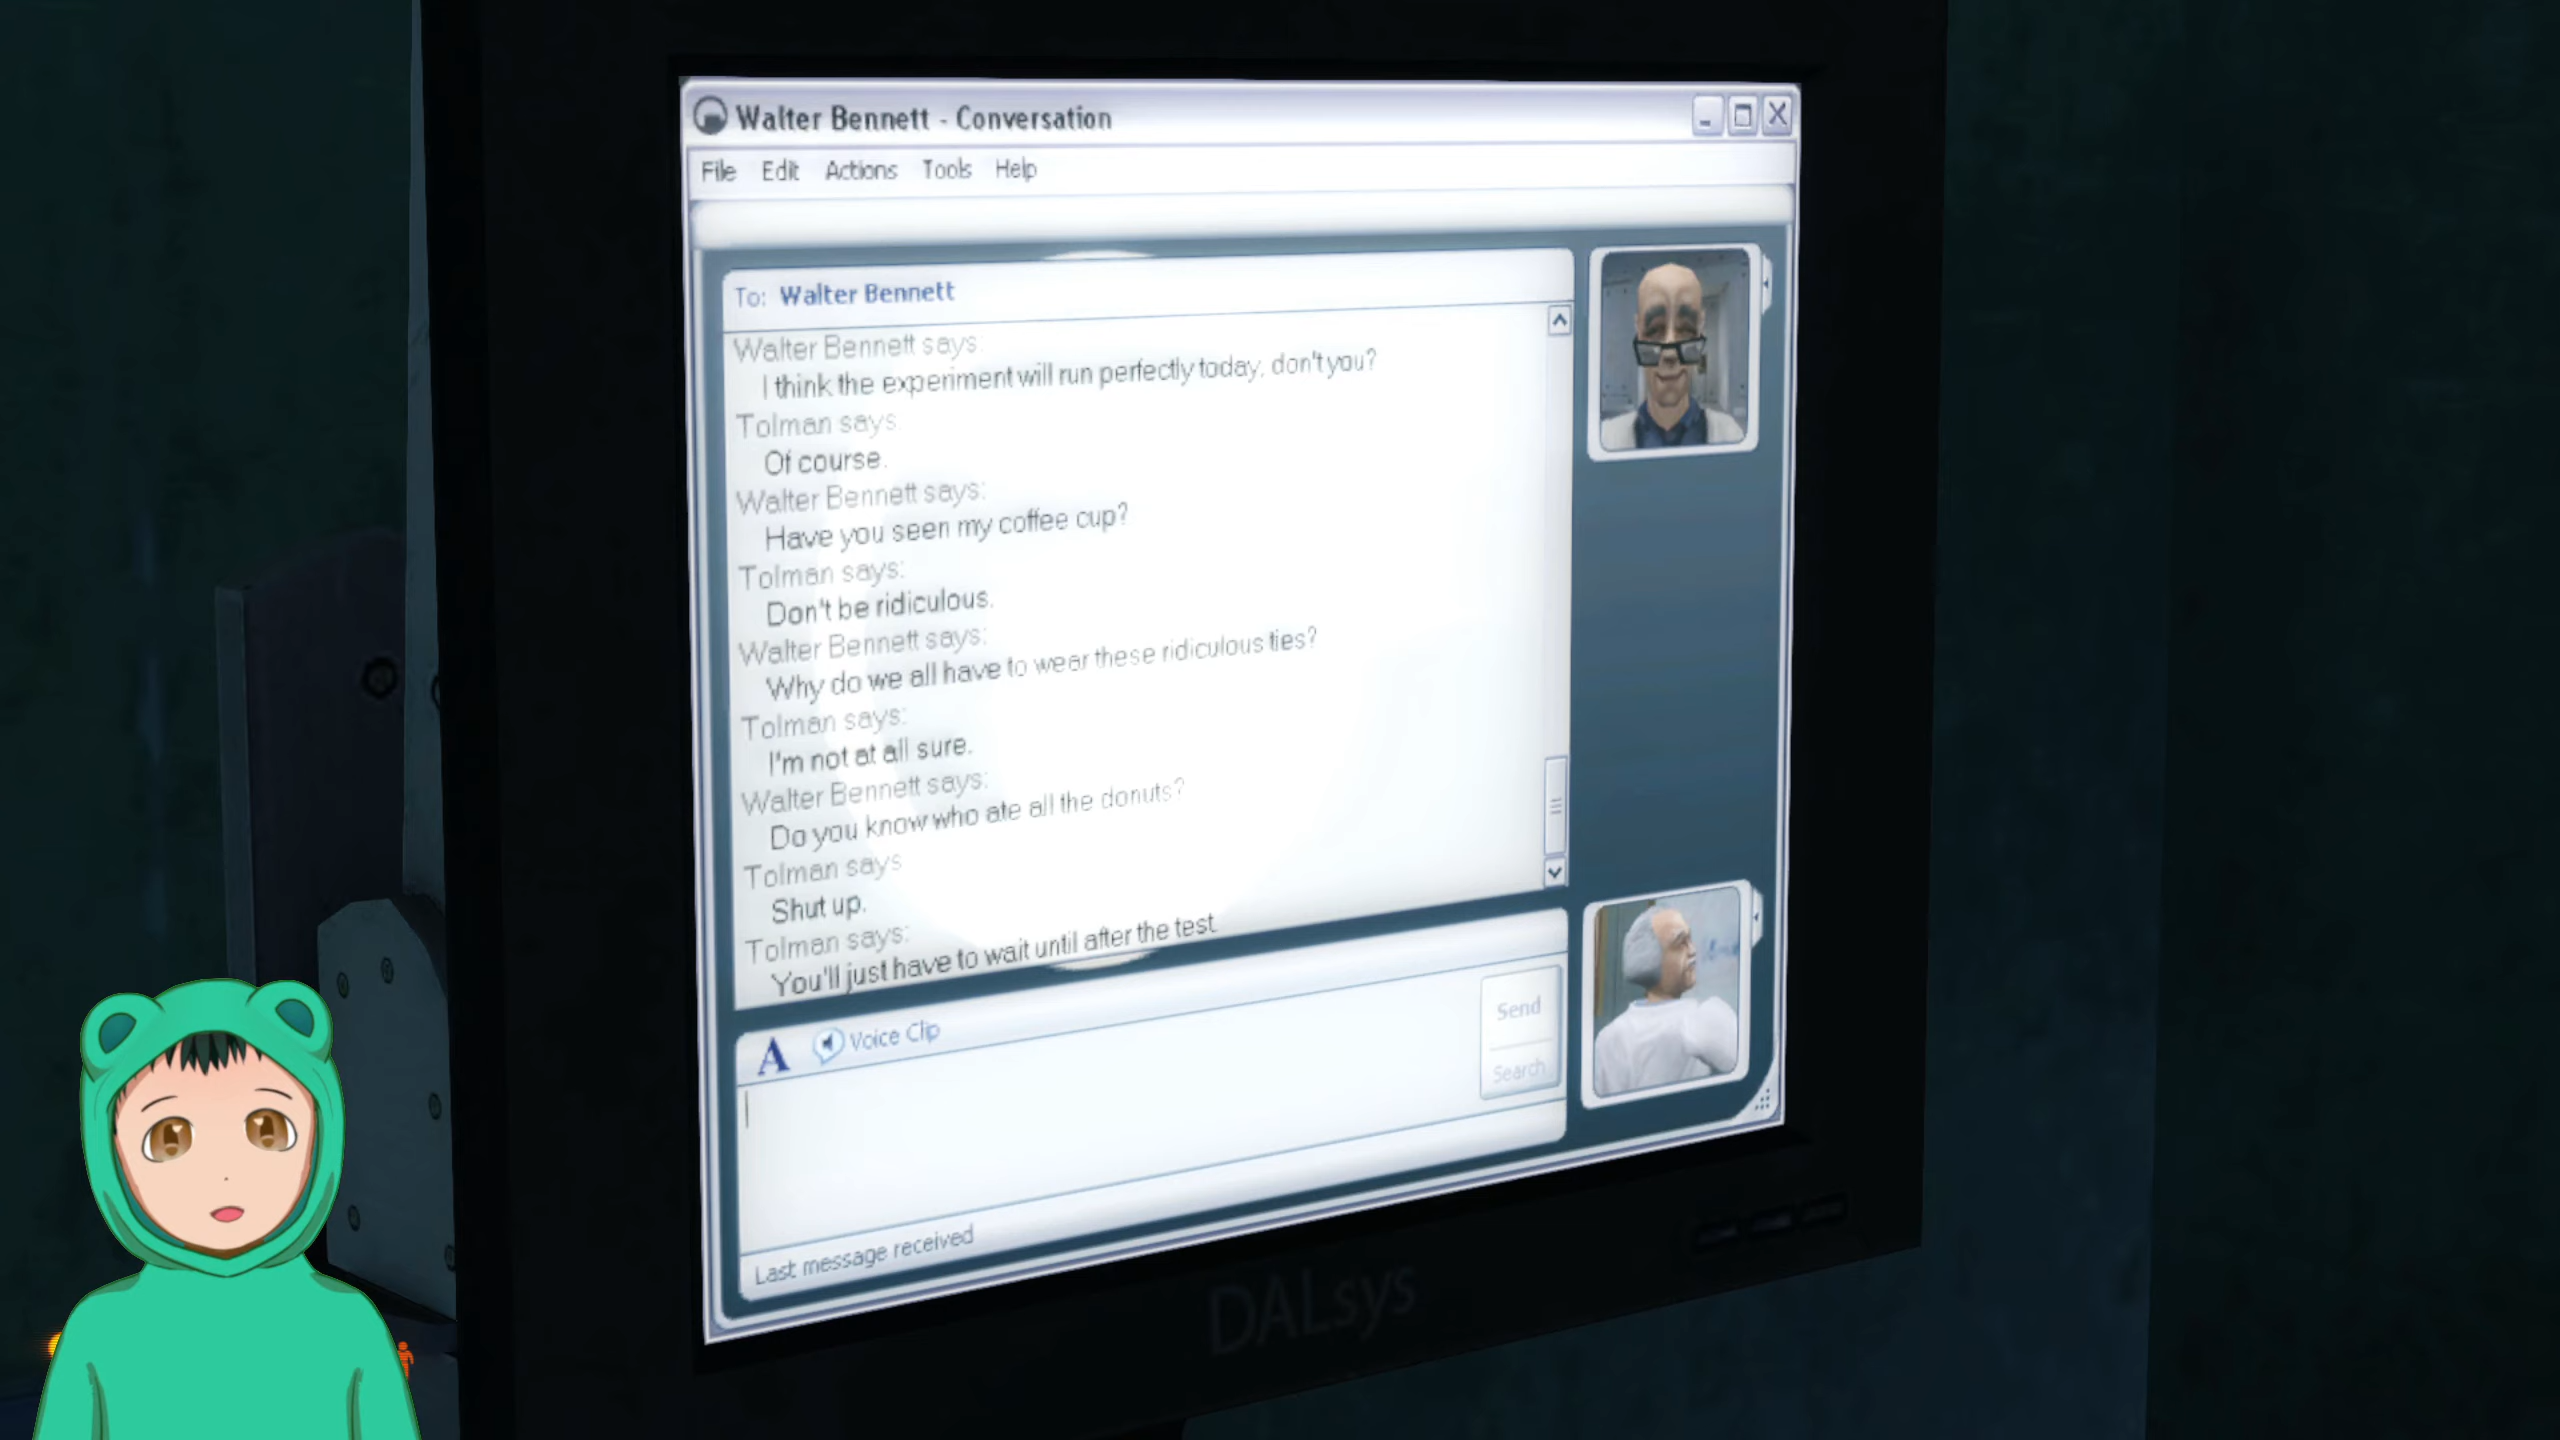 Walter Bennett - Conversation
File Edit Actions Tools Help
To: Walter Bennett
Walter Bennett says:
I think the experiment will run perfectly today, don't you?
Tolman says:
Of course.
Walter Bennett says:
Have you seen my coffee cup?
Tolman says:
Don't be ridiculous.
Walter Bennett says:
Why do we all have to wear these ridiculous ties?
Tolman says:
I'm not at all sure.
Walter Bennett says:
Do you know who ate all the donuts?
Tolman says
Shut up.
Tolman says:
You'll just have to wait until after the test.
A Voice Clip
Send
Search
Last message received
DALsys